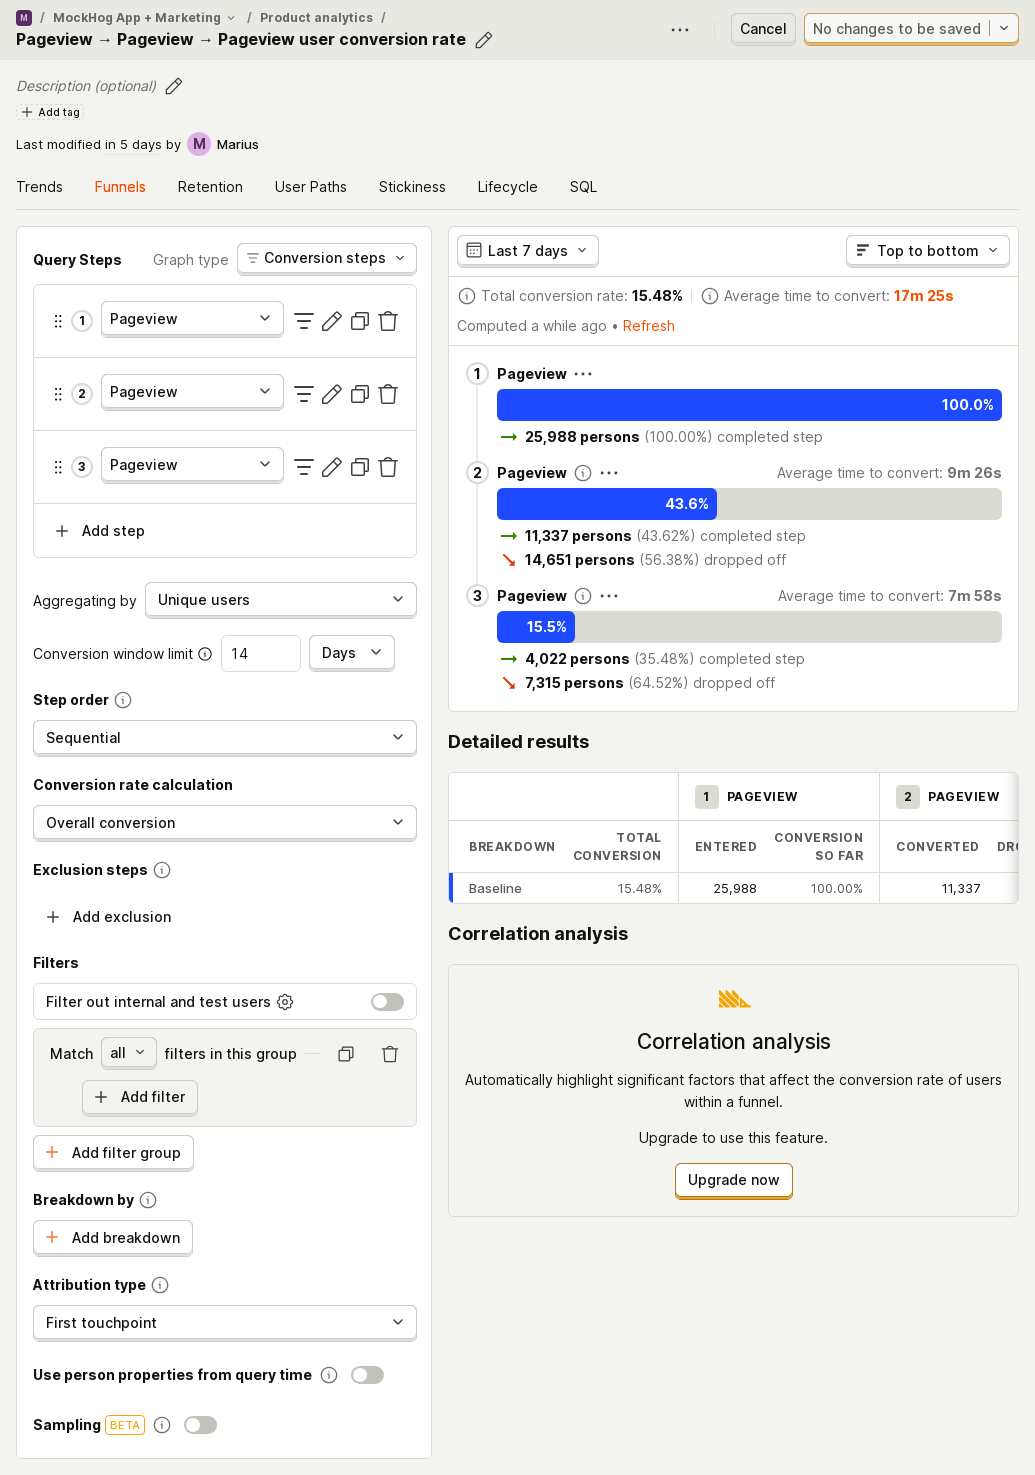 M / MockHog App + Marketing / Product analytics /
Pageview → Pageview → Pageview user conversion rate
Cancel
No changes to be saved
Description (optional)
Add tag
Last modified in 5 days by M Marius
Trends Funnels Retention User Paths Stickiness Lifecycle SQL
Query Steps Graph type Conversion steps
1 Pageview
2 Pageview
3 Pageview
Add step
Aggregating by Unique users
Conversion window limit 14 Days
Step order
Sequential
Conversion rate calculation
Overall conversion
Exclusion steps
Add exclusion
Filters
Filter out internal and test users
Match all filters in this group
Add filter
Add filter group
Breakdown by
Add breakdown
Attribution type
First touchpoint
Use person properties from query time
Sampling BETA
Last 7 days Top to bottom
Total conversion rate: 15.48% Average time to convert: 17m 25s
Computed a while ago • Refresh
1 Pageview
100.0%
25,988 persons (100.00%) completed step
2 Pageview Average time to convert: 9m 26s
43.6%
11,337 persons (43.62%) completed step
14,651 persons (56.38%) dropped off
3 Pageview Average time to convert: 7m 58s
15.5%
4,022 persons (35.48%) completed step
7,315 persons (64.52%) dropped off
Detailed results
1 PAGEVIEW 2 PAGEVIEW
BREAKDOWN TOTAL CONVERSION ENTERED CONVERSION SO FAR CONVERTED
Baseline 15.48% 25,988 100.00% 11,337
Correlation analysis
Correlation analysis
Automatically highlight significant factors that affect the conversion rate of users
within a funnel.
Upgrade to use this feature.
Upgrade now